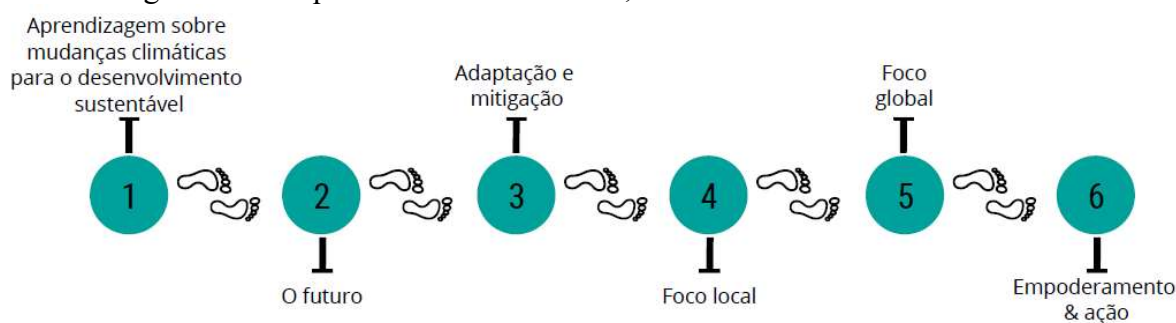 Aprendizagem sobre
mudanças climáticas
para o desenvolvimento
sustentável
Adaptação e
mitigação
Foco
global
1
2
3
4
5
6
O futuro
Foco local
Empoderamento
& ação